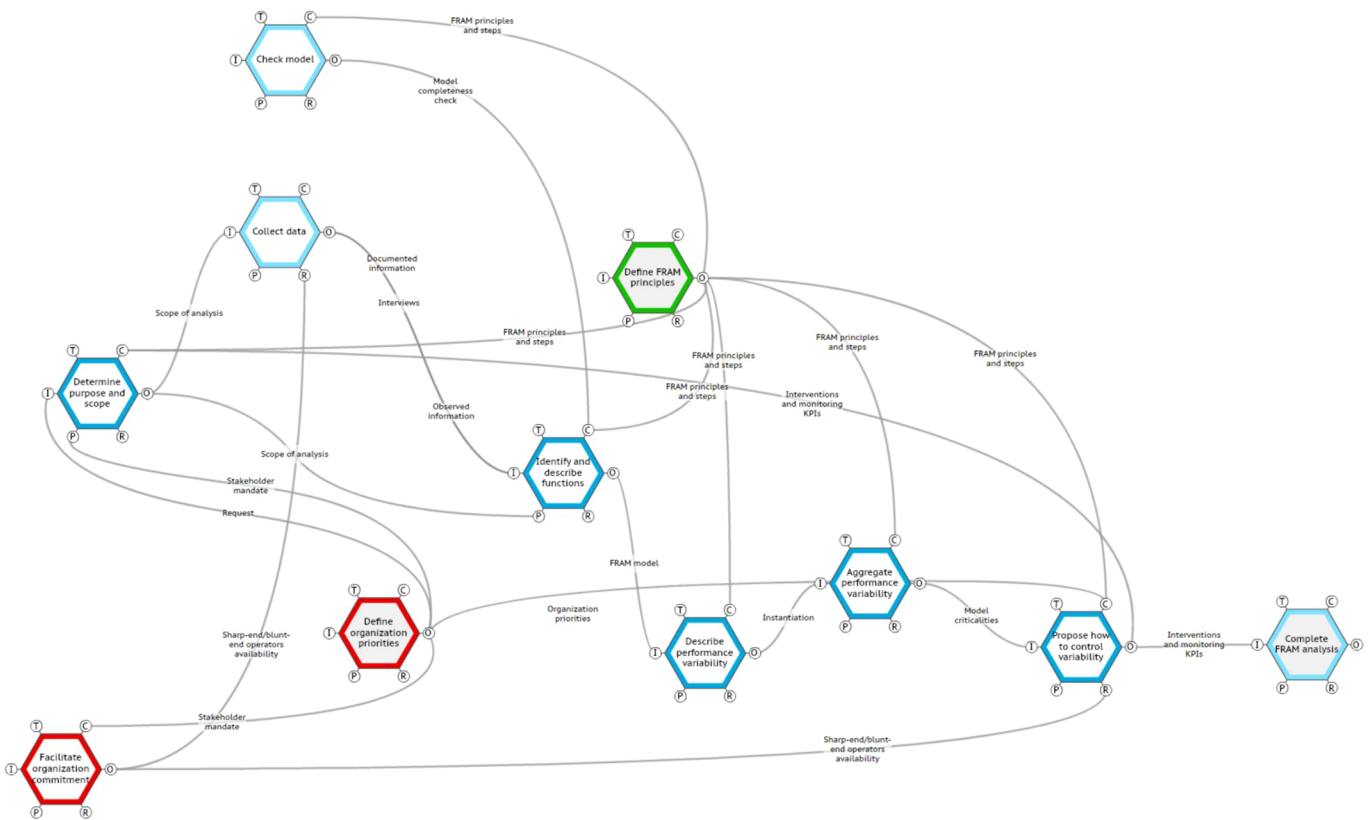 T
C
FRAM principles
and steps
I
Check model
O
Model
completeness
check
P
R
T
C
I
Collect data
O
P
R
Documented
information
Interviews
Observed
information
T
C
I
Define FRAM
principles
O
P
R
Scope of analysis
FRAM principles
and steps
FRAM principles
and steps
FRAM principles
and steps
FRAM principles
and steps
FRAM principles
and steps
T
C
I
Determine
purpose and
scope
O
P
R
Interventions
and monitoring
KPIs
Scope of analysis
Stakeholder
mandate
Request
T
C
I
Identify and
describe
functions
O
P
R
FRAM model
T
C
I
Define
organization
priorities
O
P
R
Organization
priorities
T
C
I
Describe
performance
variability
O
P
R
Instantiation
T
C
I
Aggregate
performance
variability
O
P
R
Model
criticalities
T
C
I
Propose how
to control
variability
O
P
R
Interventions
and monitoring
KPIs
T
C
I
Complete
FRAM analysis
O
P
R
Sharp-end/blunt-
end operators
availability
Stakeholder
mandate
T
C
I
Facilitate
organization
commitment
O
P
R
Sharp-end/blunt-
end operators
availability